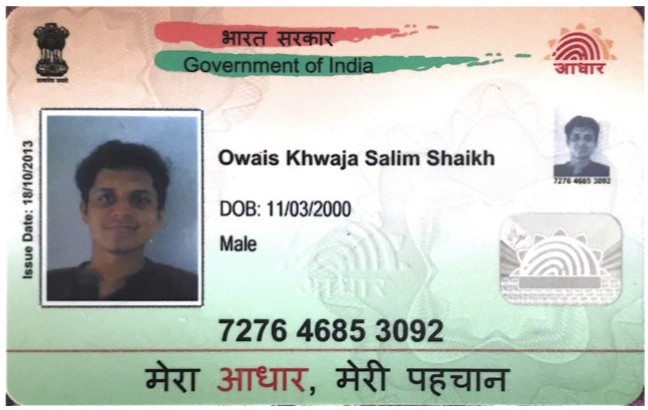 भारत सरकार
Government of India
आधार
Issue Date: 18/10/2013
Owais Khwaja Salim Shaikh
7276 4685 3092
DOB: 11/03/2000
Male
आधार
7276 4685 3092
मेरा आधार, मेरी पहचान